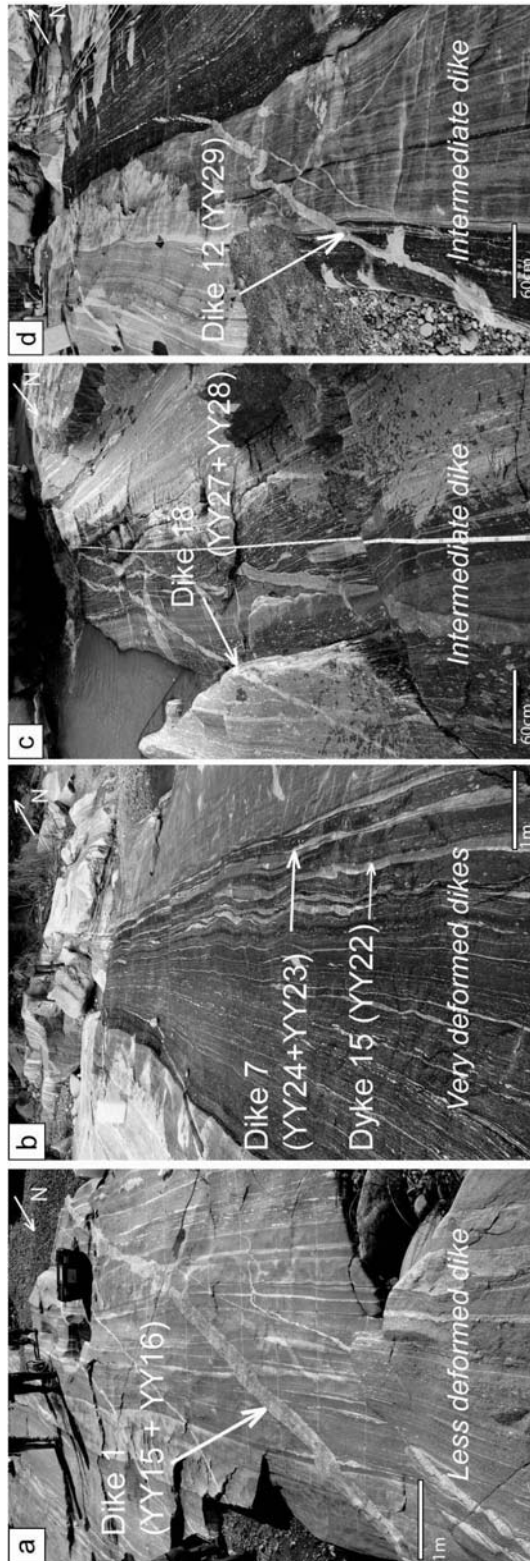 a
N
Dike 1
(YY15 + YY16)
Less deformed dike
1m
b
N
Dike 7
(YY24+YY23)
Dyke 15 (YY22)
Very deformed dikes
1m
c
N
Dike 18
(YY27+YY28)
Intermediate dike
60cm
d
N
Dike 12 (YY29)
Intermediate dike
60cm